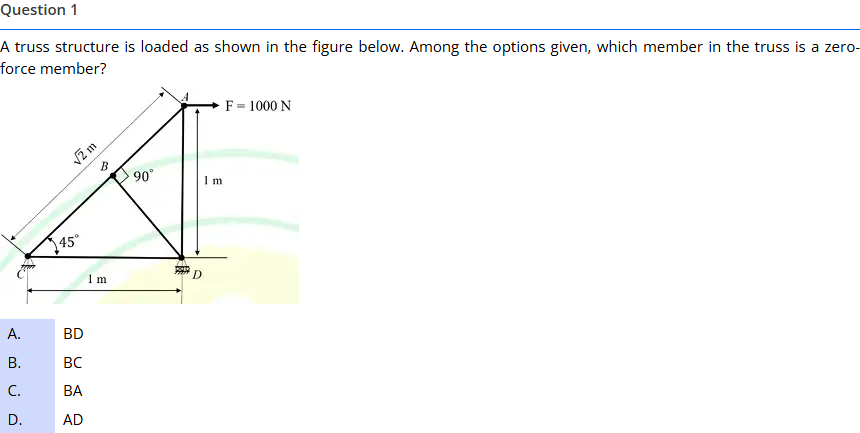 Question 1
A truss structure is loaded as shown in the figure below. Among the options given, which member in the truss is a zero-
force member?
A
F = 1000 N
√2 m
B
90°
1 m
45°
C
D
1 m
A. BD
B. BC
C. BA
D. AD